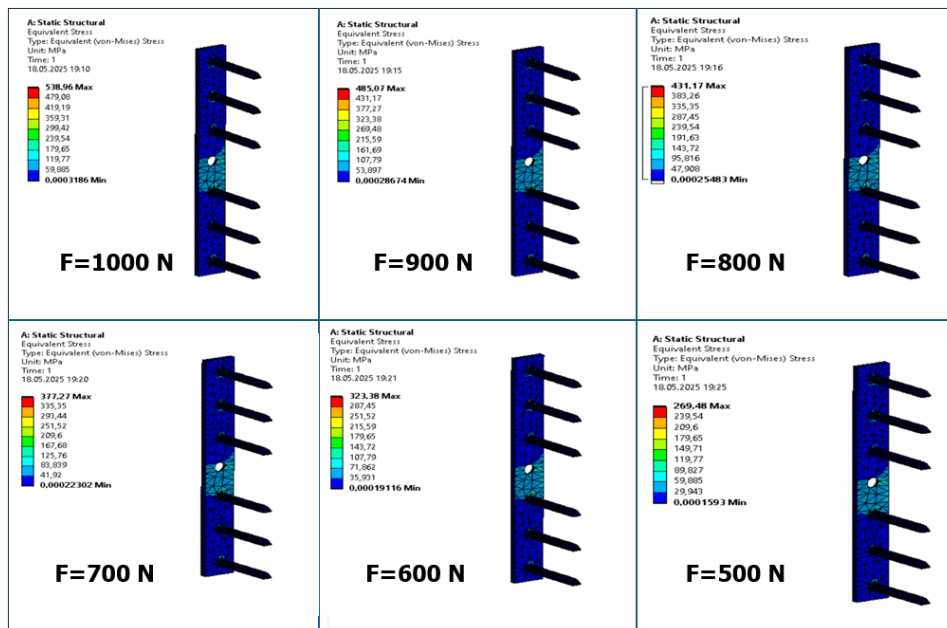 A: Static Structural
Equivalent Stress
Type: Equivalent (von-Mises) Stress
Unit: MPa
Time: 1
18.05.2025 19:10
538,96 Max
479,08
419,19
359,31
299,42
239,54
179,65
119,77
59,885
0,0003186 Min
F=1000 N
A: Static Structural
Equivalent Stress
Type: Equivalent (von-Mises) Stress
Unit: MPa
Time: 1
18.05.2025 19:15
485,07 Max
431,17
377,27
323,38
269,48
215,59
161,69
107,79
53,897
0,00028674 Min
F=900 N
A: Static Structural
Equivalent Stress
Type: Equivalent (von-Mises) Stress
Unit: MPa
Time: 1
18.05.2025 19:16
431,17 Max
383,26
335,35
287,45
239,54
191,63
143,72
95,816
47,908
0,00025483 Min
F=800 N
A: Static Structural
Equivalent Stress
Type: Equivalent (von-Mises) Stress
Unit: MPa
Time: 1
18.05.2025 19:20
377,27 Max
335,35
293,44
251,52
209,6
167,68
125,76
83,839
41,92
0,00022302 Min
F=700 N
A: Static Structural
Equivalent Stress
Type: Equivalent (von-Mises) Stress
Unit: MPa
Time: 1
18.05.2025 19:21
323,38 Max
287,45
251,52
215,59
179,65
143,72
107,79
71,862
35,931
0,00019116 Min
F=600 N
A: Static Structural
Equivalent Stress
Type: Equivalent (von-Mises) Stress
Unit: MPa
Time: 1
18.05.2025 19:25
269,48 Max
239,54
209,6
179,65
149,71
119,77
89,827
59,885
29,943
0,0001593 Min
F=500 N